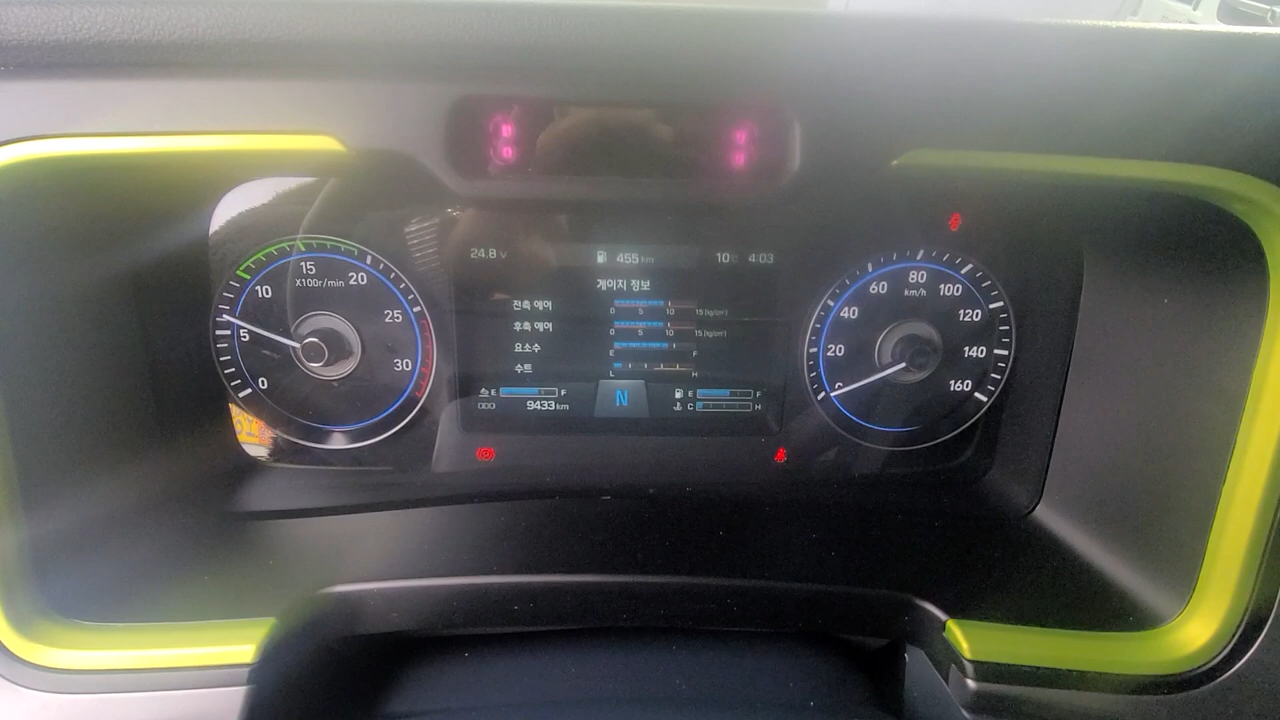 24.8 V
455 km
10℃ 4:03
게이지 정보
전축 에어
0 5 10 15 (kg/cm²)
후축 에어
0 5 10 15 (kg/cm²)
요소수
E F
수트
L H
E F
000 9433 km
N
E F
C H
0 5 10 15 20 25 30
X100r/min
0 20 40 60 80 100 120 140 160
km/h